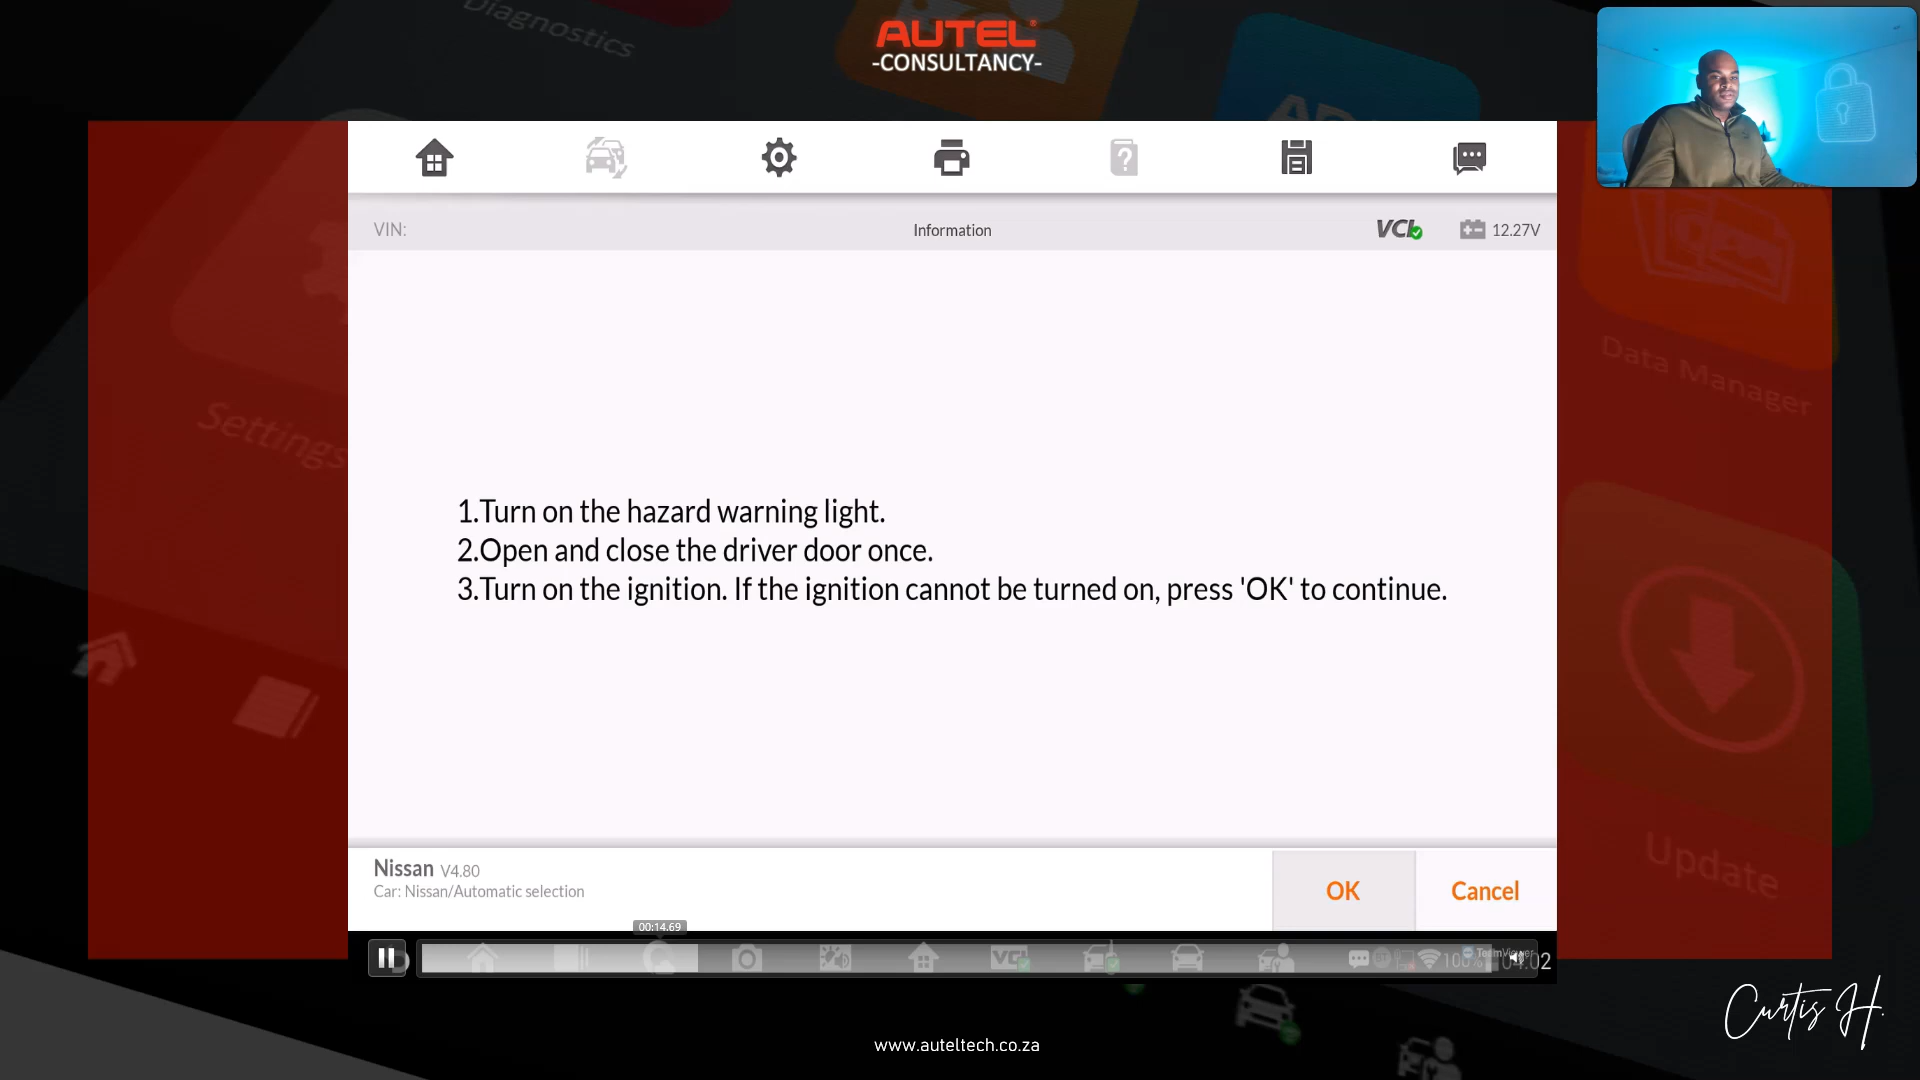 Diagnostics
AUTEL
-CONSULTANCY-
VIN:
Information
VCI
12.27V
Settings
Data Manager
1.Turn on the hazard warning light.
2.Open and close the driver door once.
3.Turn on the ignition. If the ignition cannot be turned on, press 'OK' to continue.
Update
Nissan V4.80
Car: Nissan/Automatic selection
OK
Cancel
00:14.69
VCI
TeamViewer
Curtis H.
www.auteltech.co.za